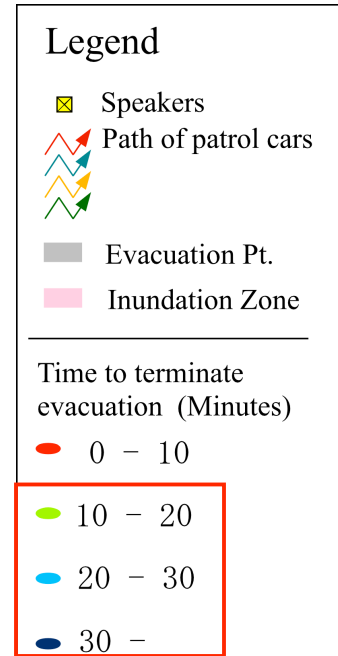 Legend
Speakers
Path of patrol cars
Evacuation Pt.
Inundation Zone
Time to terminate
evacuation (Minutes)
0 - 10
10 - 20
20 - 30
30 -